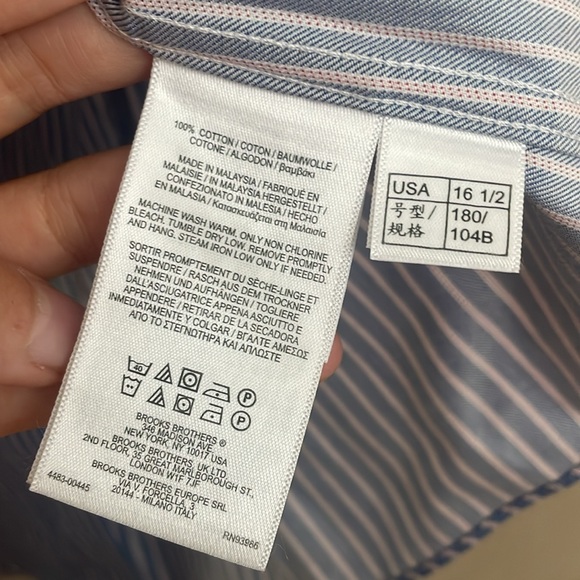 100% COTTON / COTON / BAUMWOLLE /
COTONE / ALGODON / βαμβάκι
MADE IN MALAYSIA / FABRIQUÉ EN
MALAISIE / IN MALAYSIA HERGESTELLT /
CONFEZIONATO IN MALESIA / HECHO
EN MALASIA / Κατασκευάζεται στη Μαλαισία
MACHINE WASH WARM. ONLY NON CHLORINE
BLEACH. TUMBLE DRY LOW. REMOVE PROMPTLY
AND HANG. STEAM IRON LOW ONLY IF NEEDED.
SORTIR PROMPTEMENT DU SÈCHE-LINGE ET
SUSPENDRE / RASCH AUS DEM TROCKNER
NEHMEN UND AUFHÄNGEN / TOGLIERE
DALL'ASCIUGATRICE APPENA ASCIUTTO E
APPENDERE / RETIRAR DE LA SECADORA
INMEDIATAMENTE Y COLGAR / ΒΓΑΛΤΕ ΑΜΕΣΩΣ
ΑΠΟ ΤΟ ΣΤΕΓΝΩΤΗΡΑ ΚΑΙ ΑΠΛΩΣΤΕ
40 P
P
BROOKS BROTHERS ®
346 MADISON AVE
NEW YORK, NY 10017 USA
BROOKS BROTHERS UK LTD
2ND FLOOR, 35 GREAT MARLBOROUGH ST.
LONDON W1F 7JF
BROOKS BROTHERS EUROPE SRL
VIA V. FORCELLA, 3
20144 - MILANO ITALY
4483-00445
RN93966
USA 16 1/2
号型/ 180/
规格 104B